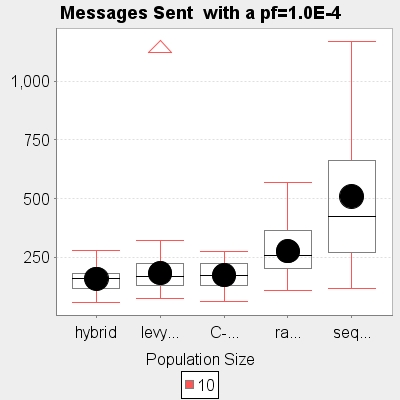 Messages Sent  with a pf=1.0E-4
1,000
750
500
250
hybrid levy... C-... ra... seq...
Population Size
10